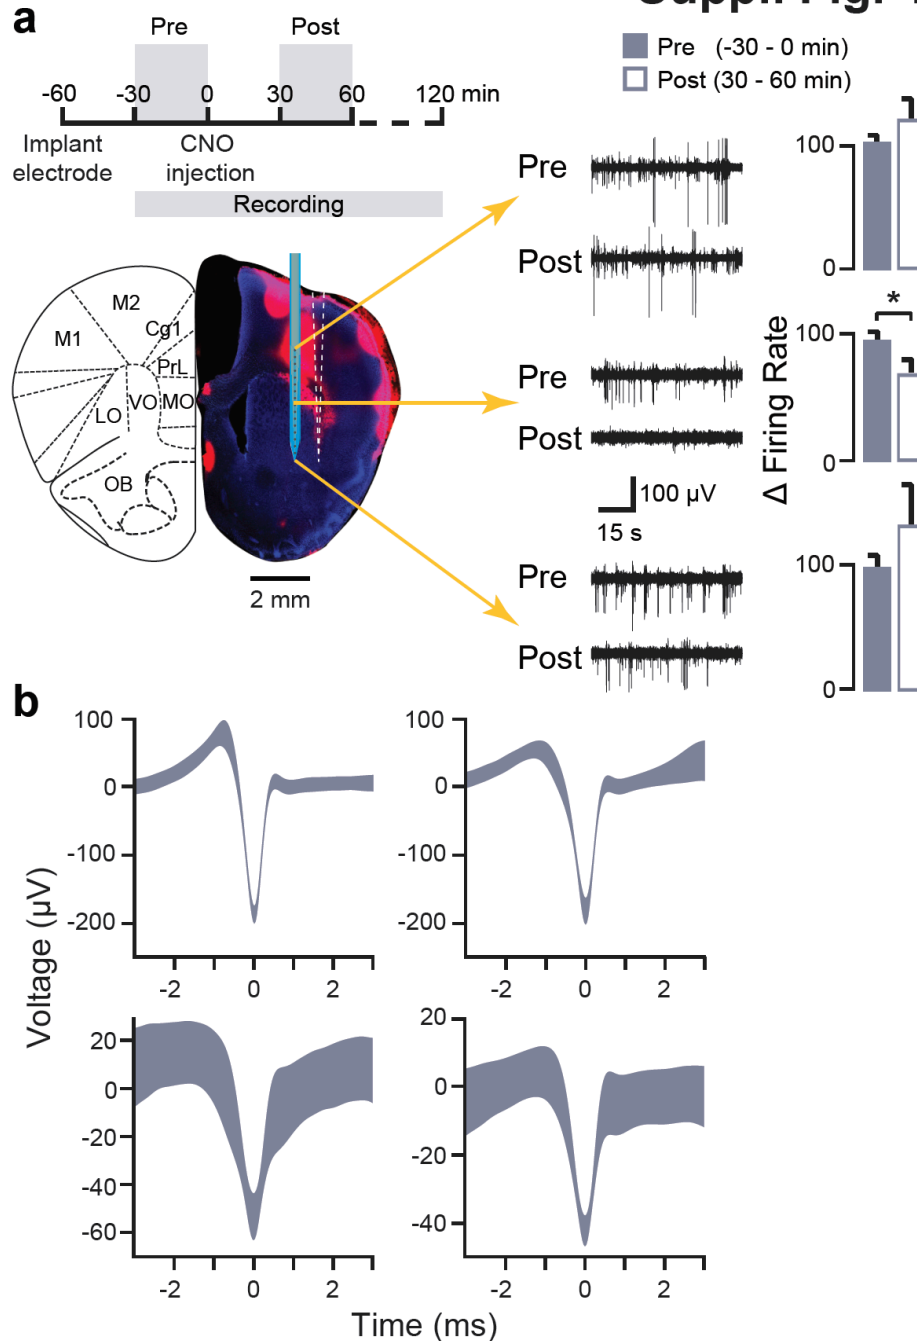 a
Pre Post
-60 -30 0 30 60 120 min
Implant
electrode
CNO
injection
Recording
Pre (-30 - 0 min)
Post (30 - 60 min)
M1
M2
Cg1
PrL
LO
VO
MO
OB
2 mm
Pre
Post
Pre
Post
100 µV
15 s
Pre
Post
Δ Firing Rate
100
0
*
100
0
100
0
b
Voltage (µV)
100
0
-100
-200
-2 0 2
100
0
-100
-200
-2 0 2
20
0
-20
-40
-60
-2 0 2
20
0
-20
-40
-2 0 2
Time (ms)